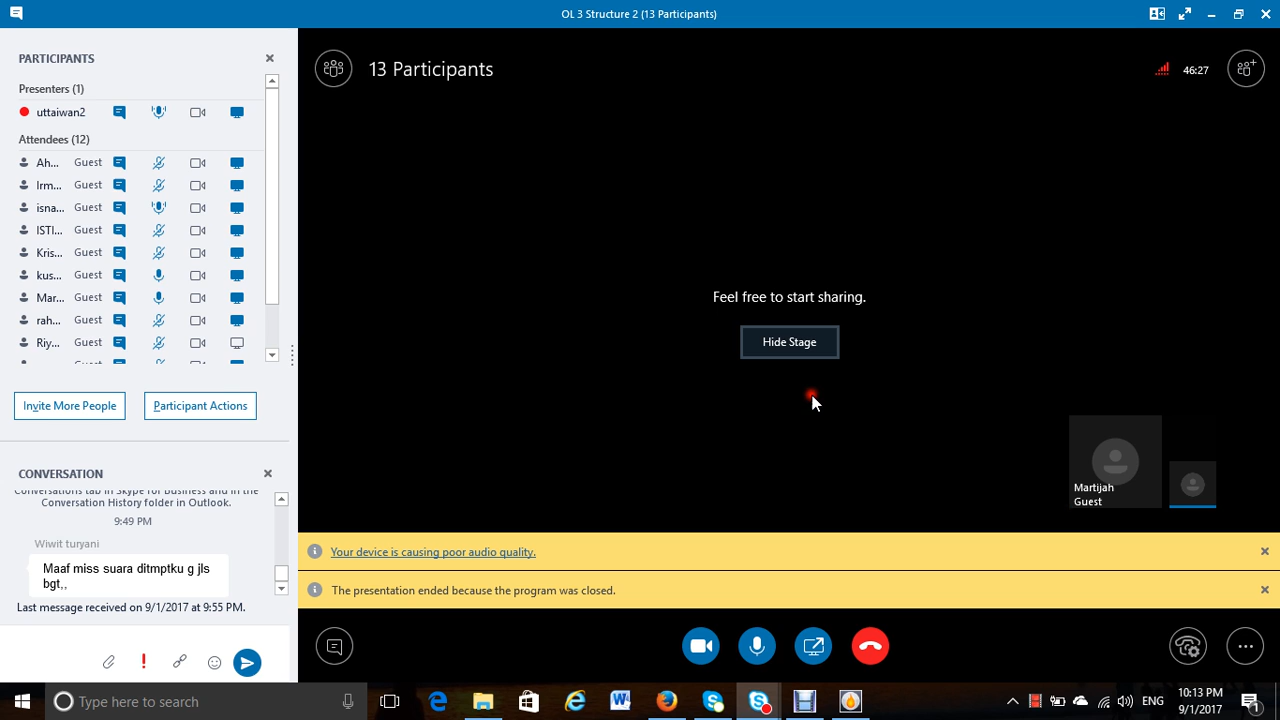 OL 3 Structure 2 (13 Participants)
PARTICIPANTS
Presenters (1)
uttaiwan2
Attendees (12)
Ah... Guest
Irm... Guest
isna... Guest
ISTI... Guest
Kris... Guest
kus... Guest
Mar... Guest
rah... Guest
Riy... Guest
Invite More People
Participant Actions
CONVERSATION
Conversations tab in Skype for Business and in the
Conversation History folder in Outlook.
9:49 PM
Wiwit turyani
Maaf miss suara ditmptku g jls
bgt,,
Last message received on 9/1/2017 at 9:55 PM.
13 Participants
46:27
Feel free to start sharing.
Hide Stage
Martijah
Guest
Your device is causing poor audio quality.
The presentation ended because the program was closed.
Type here to search
ENG
10:13 PM
9/1/2017
1